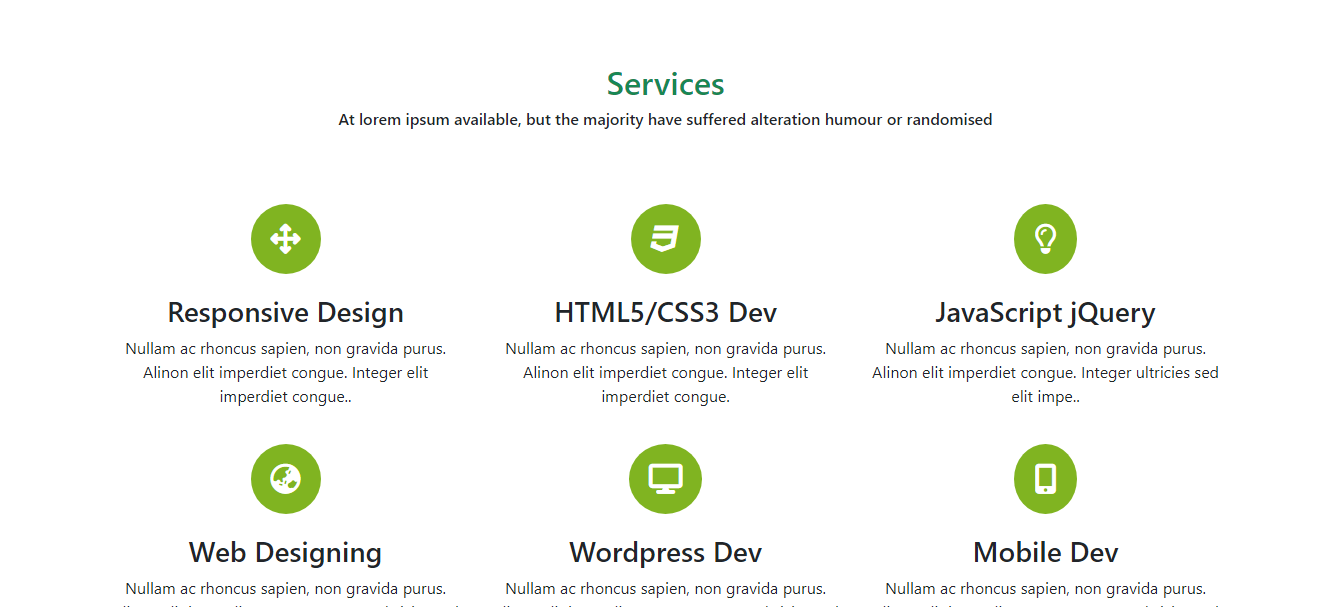 Services
At lorem ipsum available, but the majority have suffered alteration humour or randomised
Responsive Design
Nullam ac rhoncus sapien, non gravida purus.
Alinon elit imperdiet congue. Integer elit
imperdiet congue..
HTML5/CSS3 Dev
Nullam ac rhoncus sapien, non gravida purus.
Alinon elit imperdiet congue. Integer elit
imperdiet congue.
JavaScript jQuery
Nullam ac rhoncus sapien, non gravida purus.
Alinon elit imperdiet congue. Integer ultricies sed
elit impe..
Web Designing
Nullam ac rhoncus sapien, non gravida purus.
Wordpress Dev
Nullam ac rhoncus sapien, non gravida purus.
Mobile Dev
Nullam ac rhoncus sapien, non gravida purus.